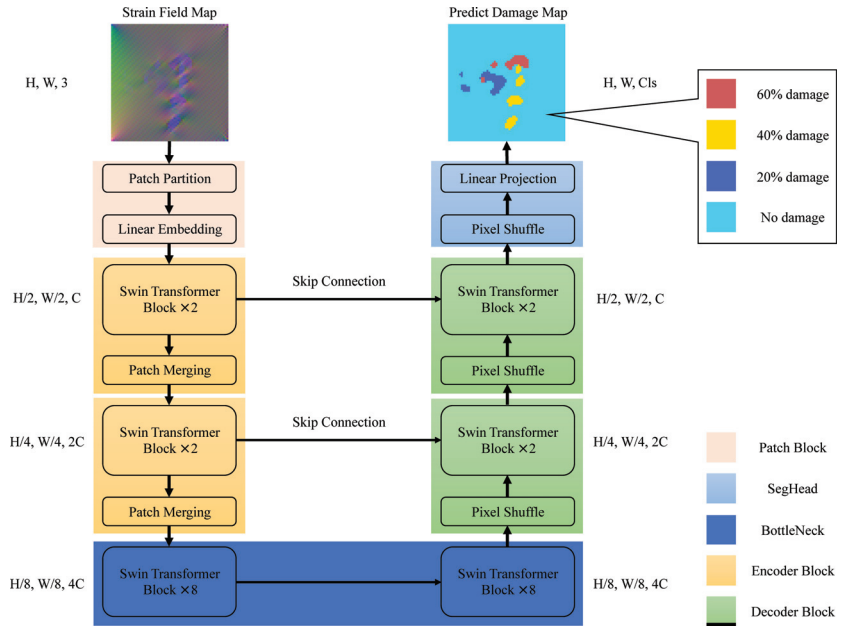 Strain Field Map
Predict Damage Map
H, W, 3
H, W, Cls
60% damage
40% damage
20% damage
No damage
Patch Partition
Linear Embedding
Linear Projection
Pixel Shuffle
H/2, W/2, C
Swin Transformer
Block ×2
Skip Connection
Swin Transformer
Block ×2
H/2, W/2, C
Patch Merging
Pixel Shuffle
H/4, W/4, 2C
Swin Transformer
Block ×2
Skip Connection
Swin Transformer
Block ×2
H/4, W/4, 2C
Patch Merging
Pixel Shuffle
H/8, W/8, 4C
Swin Transformer
Block ×8
Swin Transformer
Block ×8
H/8, W/8, 4C
Patch Block
SegHead
BottleNeck
Encoder Block
Decoder Block